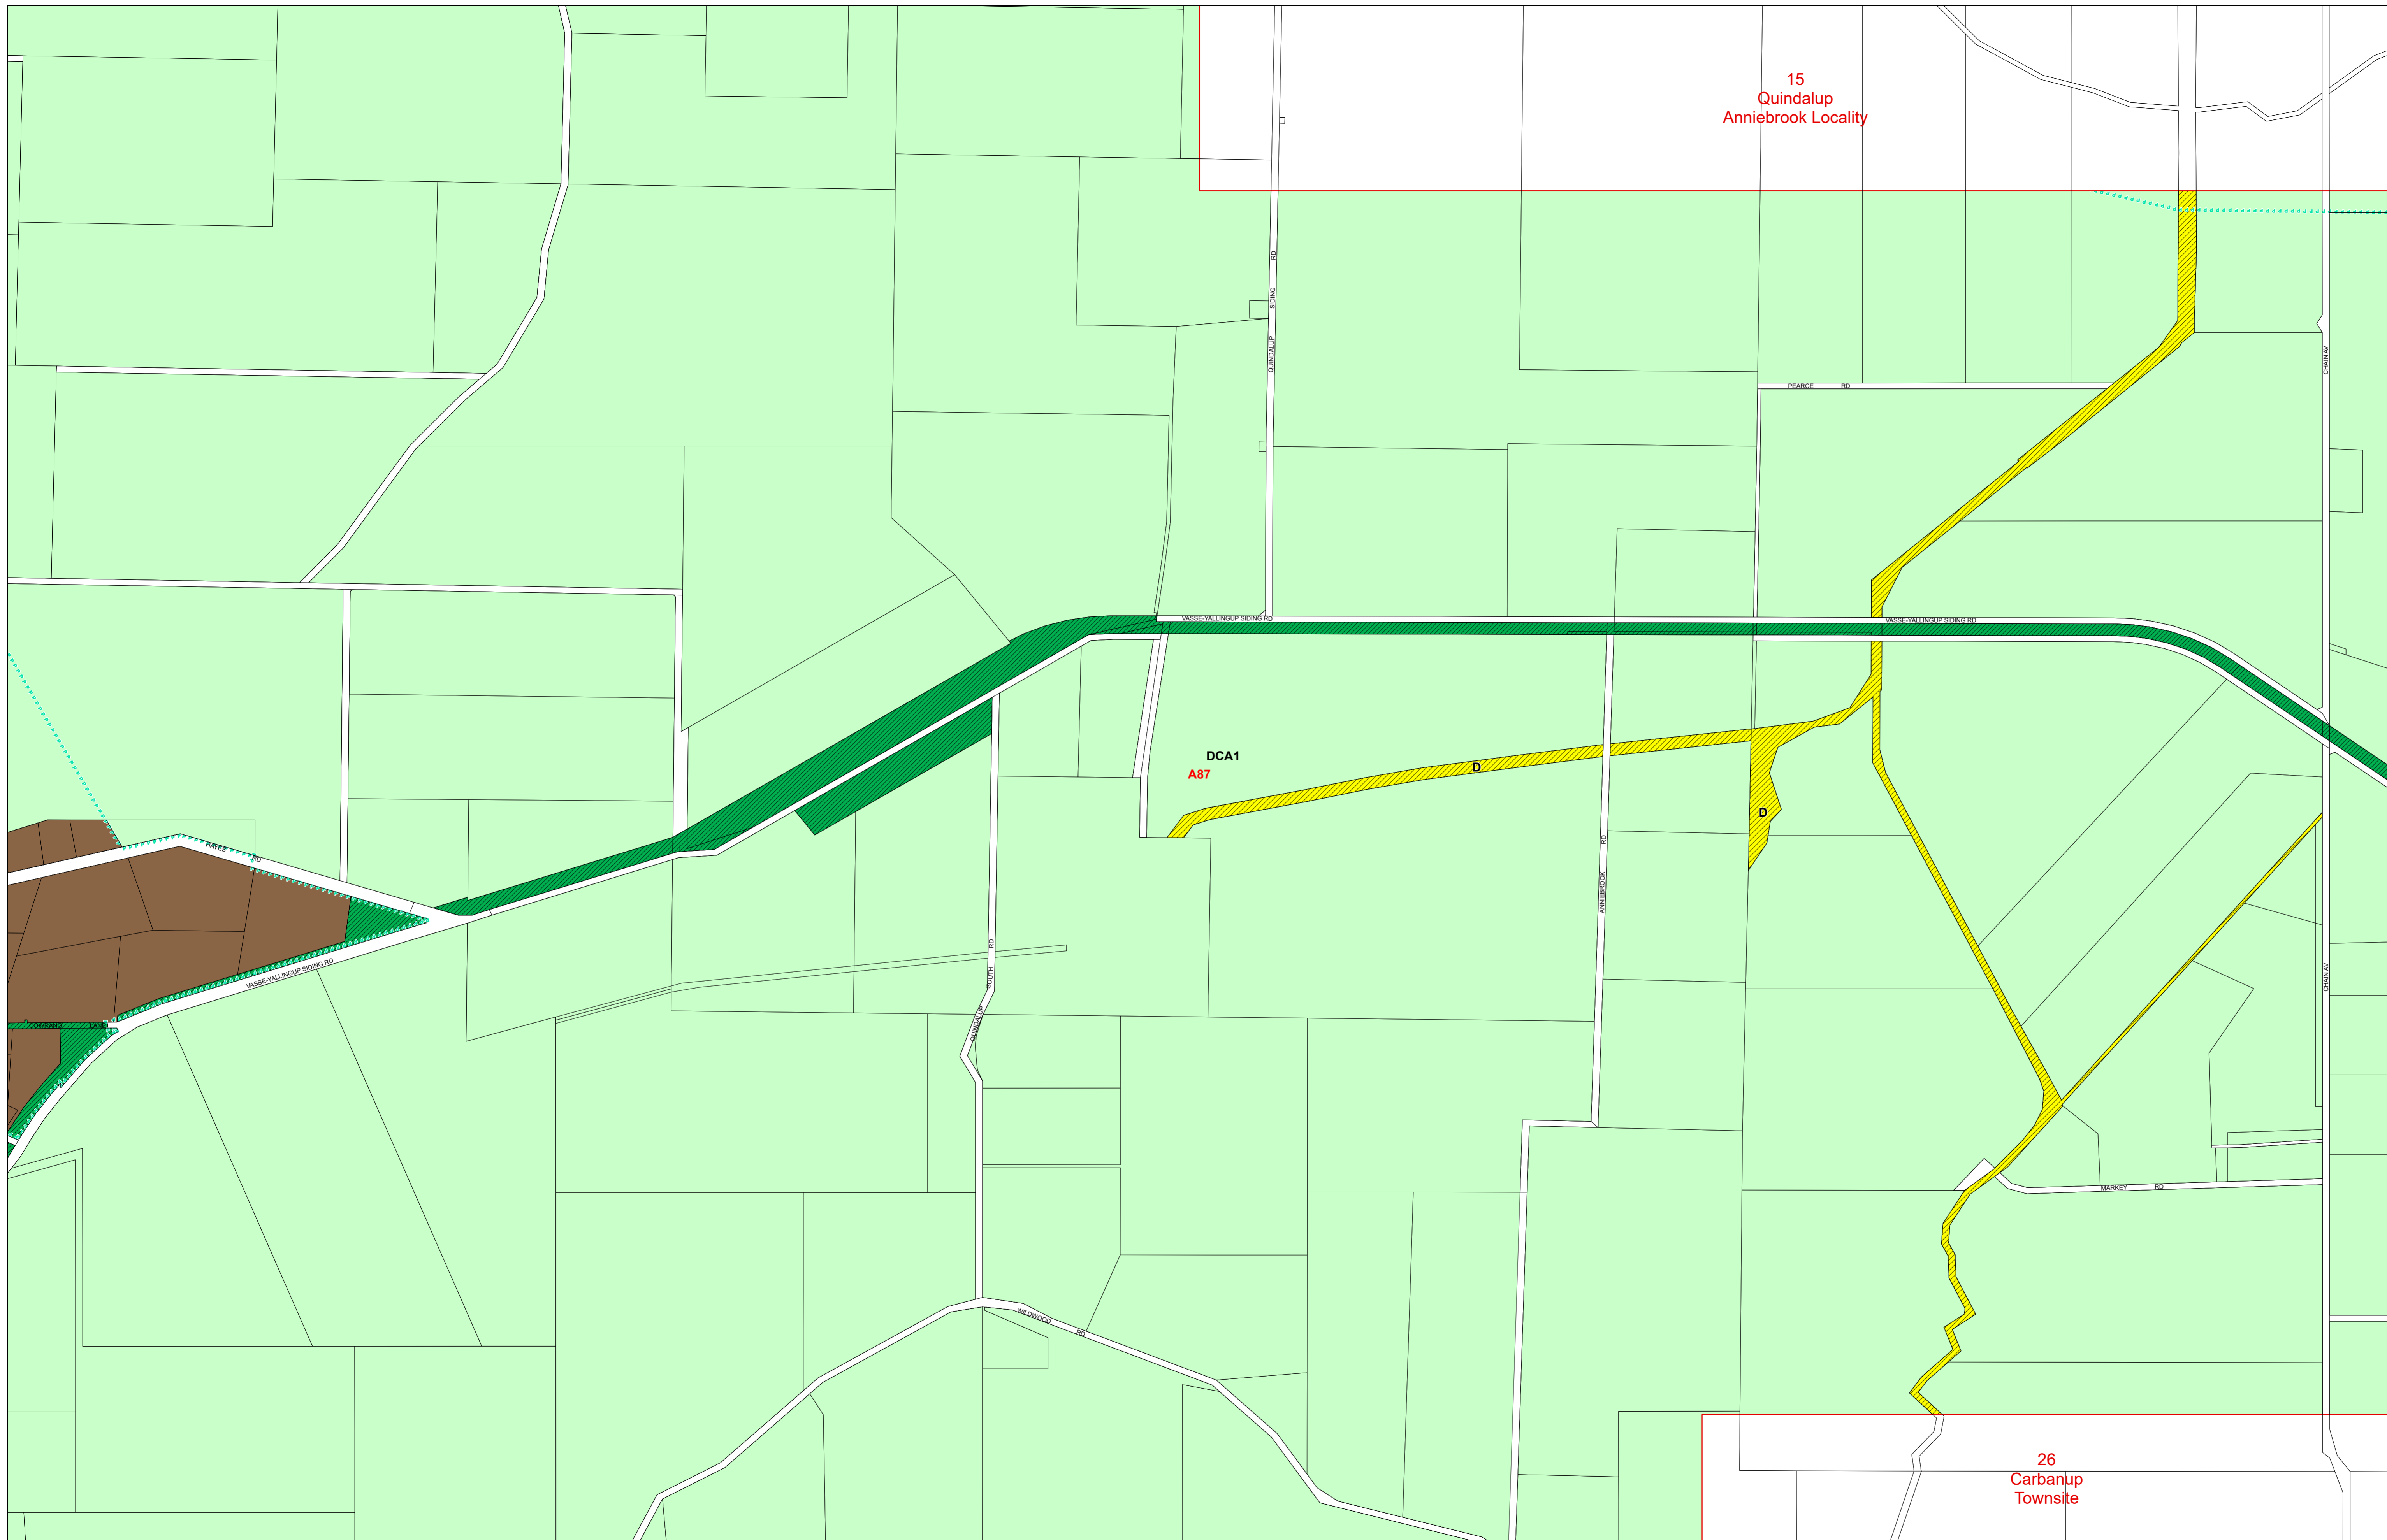 15
Quindalup
Anniebrook Locality
QUINDALUP SIDING RD
CHAIN AV
PEARCE RD
VASSE-YALLINGUP SIDING RD
VASSE-YALLINGUP SIDING RD
DCA1
A87
D
D
HAYES RD
ANNIEBROOK RD
VASSE-YALLINGUP SIDING RD
QUINDALUP SOUTH RD
CHAIN AV
LANE
MARKEY RD
WILDWOOD RD
26
Carbanup
Townsite